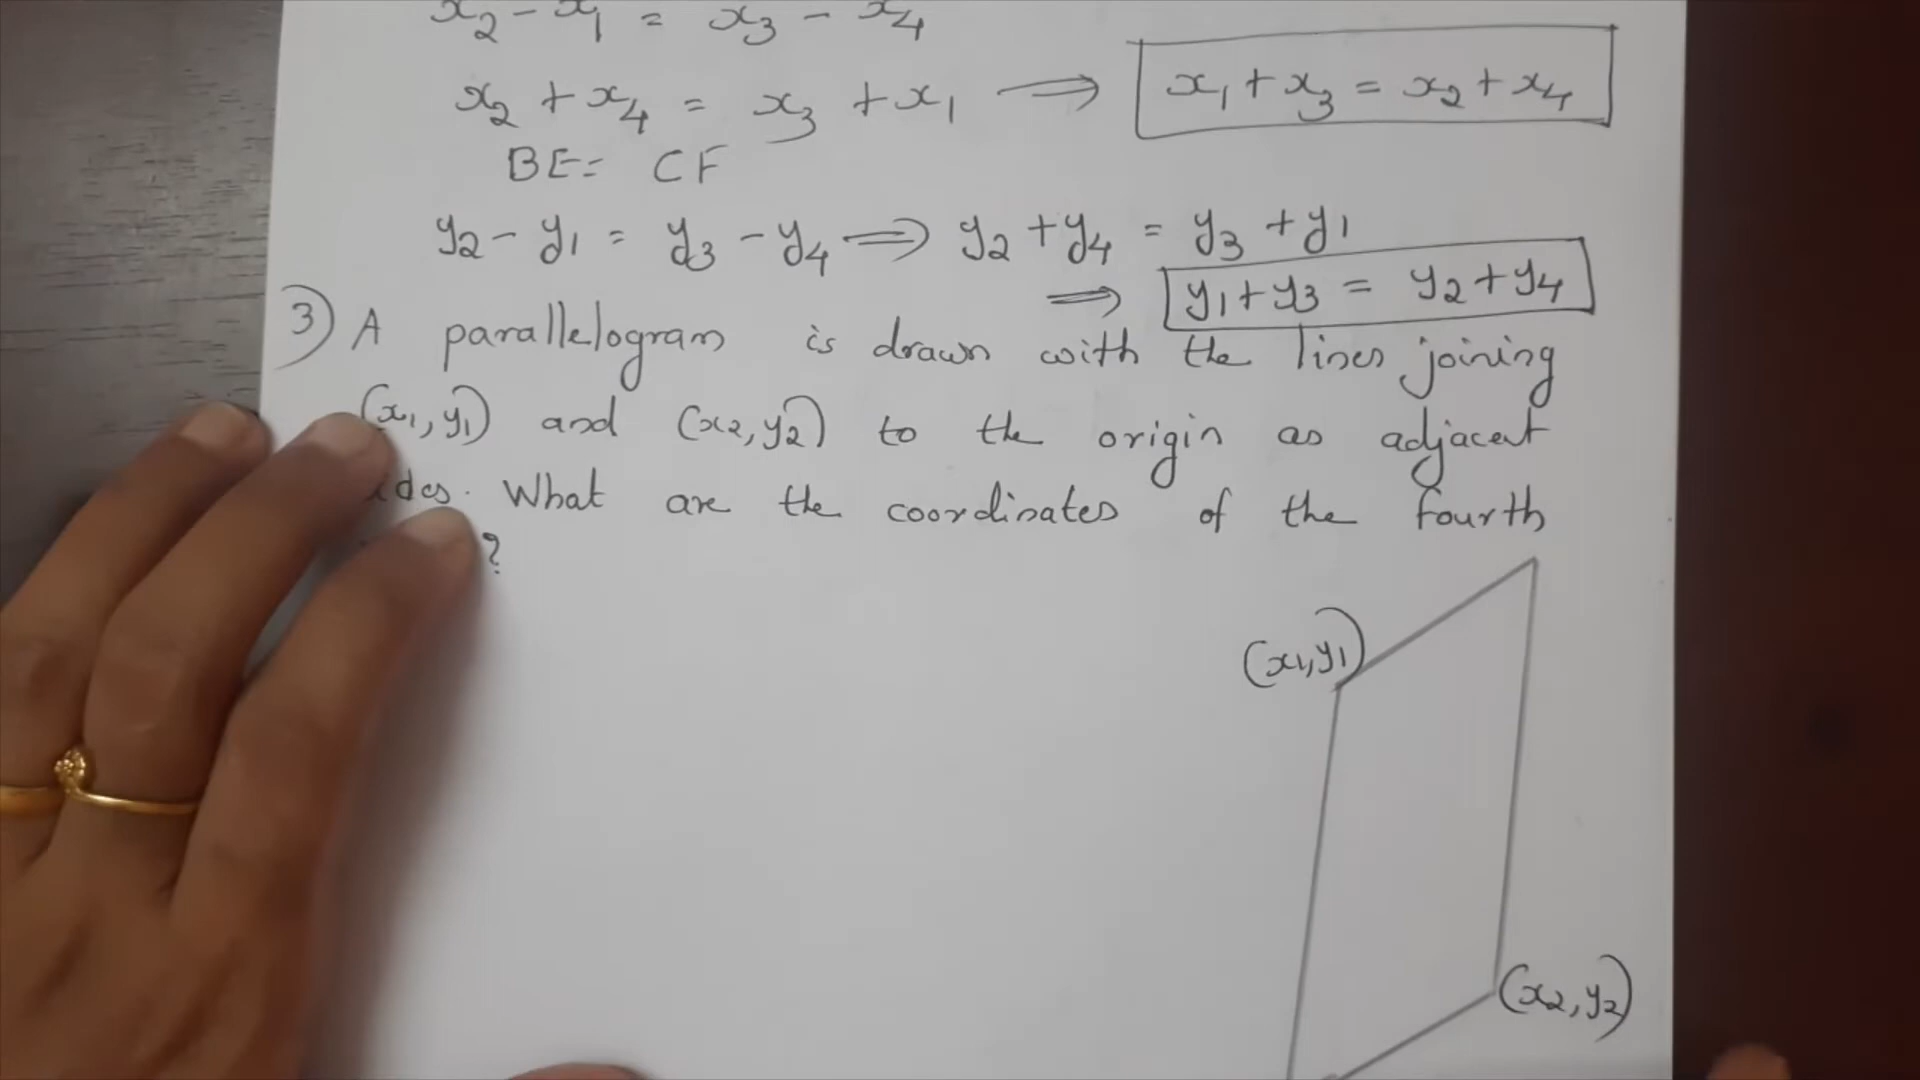 x₂ - x₁ = x₃ - x₄
x₂ + x₄ = x₃ + x₁ ⟹ x₁ + x₃ = x₂ + x₄
BE = CF
y₂ - y₁ = y₃ - y₄ ⟹ y₂ + y₄ = y₃ + y₁
⟹ y₁ + y₃ = y₂ + y₄
3) A parallelogram is drawn with the lines joining
(x₁, y₁) and (x₂, y₂) to the origin as adjacent
What are the coordinates of the fourth
?
(x₁, y₁)
(x₂, y₂)